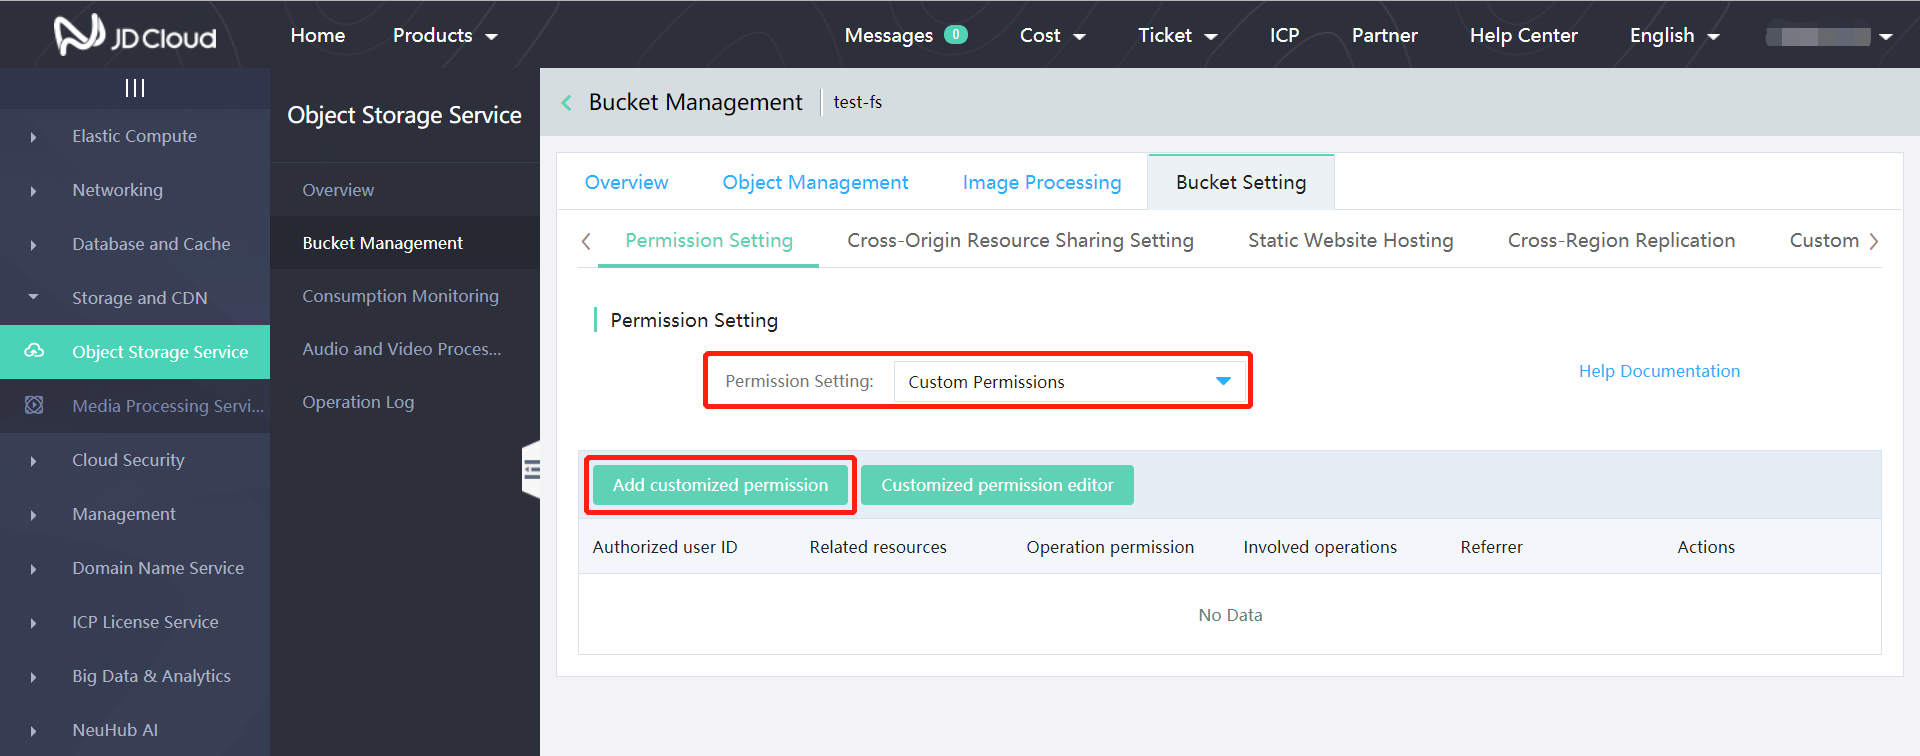 JD Cloud
Home Products Messages 0 Cost Ticket ICP Partner Help Center English
Elastic Compute
Networking
Database and Cache
Storage and CDN
Object Storage Service
Media Processing Servi...
Cloud Security
Management
Domain Name Service
ICP License Service
Big Data & Analytics
NeuHub AI
Object Storage Service
Overview
Bucket Management
Consumption Monitoring
Audio and Video Proces...
Operation Log
Bucket Management test-fs
Overview Object Management Image Processing Bucket Setting
Permission Setting Cross-Origin Resource Sharing Setting Static Website Hosting Cross-Region Replication Custom
Permission Setting
Permission Setting: Custom Permissions
Help Documentation
Add customized permission Customized permission editor
Authorized user ID Related resources Operation permission Involved operations Referrer Actions
No Data